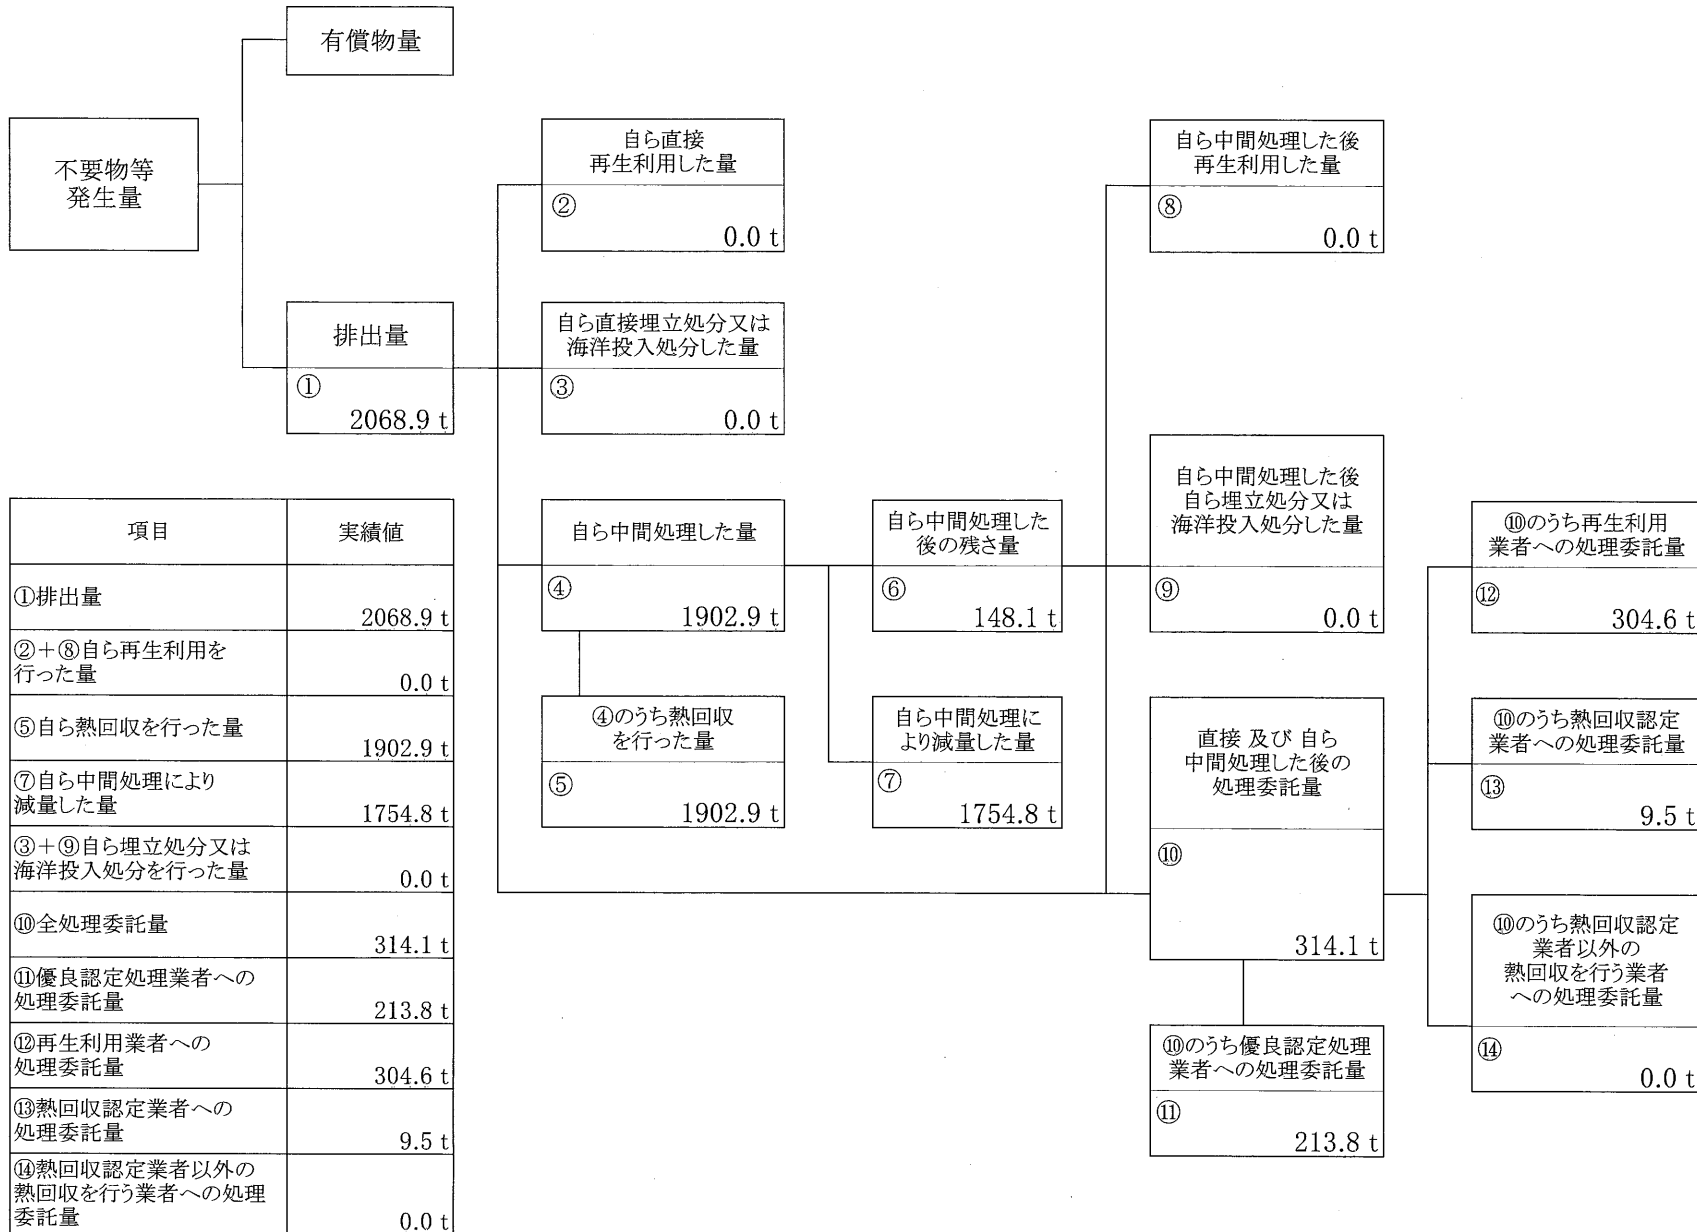 有償物量
不要物等
発生量
排出量
①
2068.9 t
自ら直接
再生利用した量
②
0.0 t
自ら直接埋立処分又は
海洋投入処分した量
③
0.0 t
自ら中間処理した量
④
1902.9 t
④のうち熱回収
を行った量
⑤
1902.9 t
自ら中間処理した
後の残さ量
⑥
148.1 t
自ら中間処理に
より減量した量
⑦
1754.8 t
自ら中間処理した後
再生利用した量
⑧
0.0 t
自ら中間処理した後
自ら埋立処分又は
海洋投入処分した量
⑨
0.0 t
直接 及び 自ら
中間処理した後の
処理委託量
⑩
314.1 t
⑩のうち優良認定処理
業者への処理委託量
⑪
213.8 t
⑩のうち再生利用
業者への処理委託量
⑫
304.6 t
⑩のうち熱回収認定
業者への処理委託量
⑬
9.5 t
⑩のうち熱回収認定
業者以外の
熱回収を行う業者
への処理委託量
⑭
0.0 t
項目 実績値
①排出量
2068.9 t
②＋⑧自ら再生利用を
行った量
0.0 t
⑤自ら熱回収を行った量
1902.9 t
⑦自ら中間処理により
減量した量
1754.8 t
③＋⑨自ら埋立処分又は
海洋投入処分を行った量
0.0 t
⑩全処理委託量
314.1 t
⑪優良認定処理業者への
処理委託量
213.8 t
⑫再生利用業者への
処理委託量
304.6 t
⑬熱回収認定業者への
処理委託量
9.5 t
⑭熱回収認定業者以外の
熱回収を行う業者への処理
委託量
0.0 t